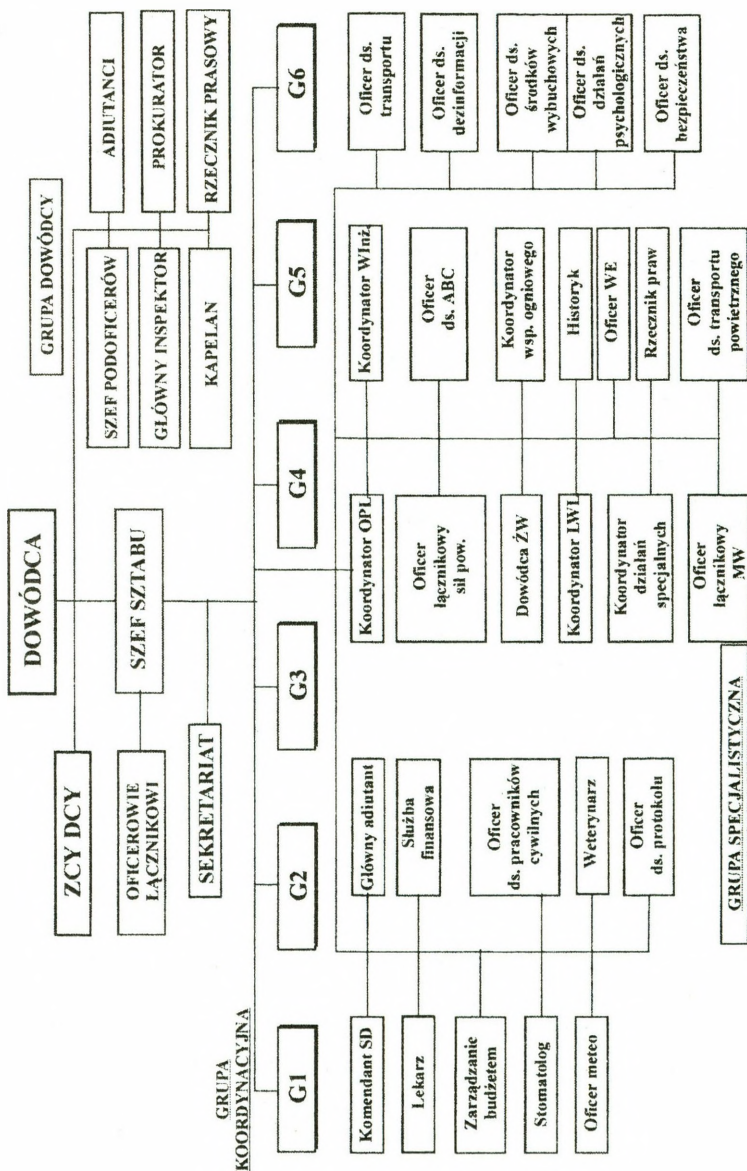 DOWÓDCA
GRUPA DOWÓDCY
ZCY DCY
SZEF SZTABU
OFICEROWIE
ŁĄCZNIKOWI
SEKRETARIAT
SZEF PODOFICERÓW
ADIUTANCI
GŁÓWNY INSPEKTOR
PROKURATOR
KAPELAN
RZECZNIK PRASOWY
GRUPA
KOORDYNACYJNA
G1
G2
G3
G4
G5
G6
Komendant SD
Główny adiutant
Lekarz
Służba
finansowa
Zarządzanie
budżetem
Oficer
ds. pracowników
cywilnych
Stomatolog
Weterynarz
Oficer meteo
Oficer
ds. protokołu
Koordynator OPL
Koordynator WInż.
Oficer
łącznikowy
sił pow.
Oficer
ds. ABC
Dowódca ŻW
Koordynator
wsp. ogniowego
Koordynator LWL
Historyk
Oficer WE
Koordynator
działań
specjalnych
Rzecznik praw
Oficer
łącznikowy
MW
Oficer
ds. transportu
powietrznego
Oficer ds.
transportu
Oficer ds.
dezinformacji
Oficer ds.
środków
wybuchowych
Oficer ds.
działań
psychologicznych
Oficer ds.
bezpieczeństwa
GRUPA SPECJALISTYCZNA